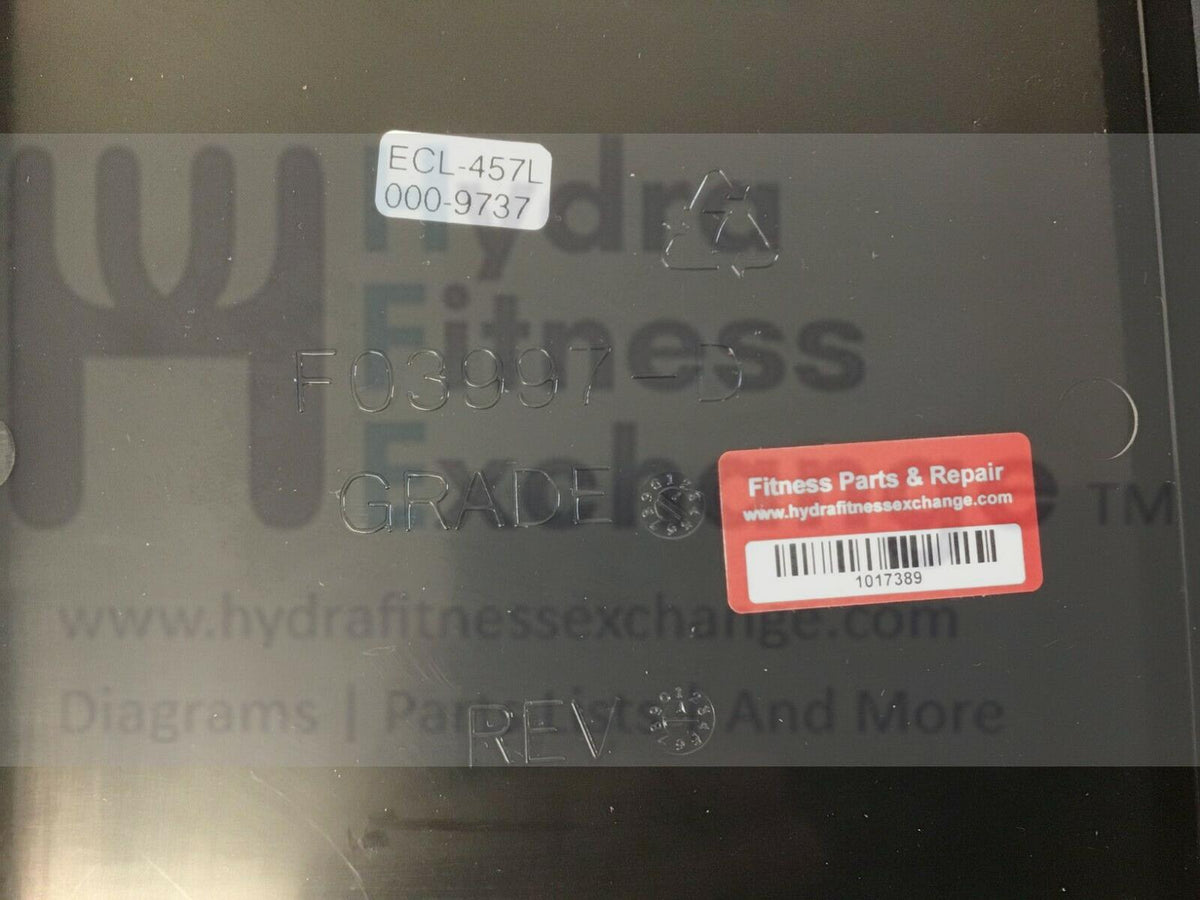 ECL-457L
000-9737
Hydra
Fitness
Exchange TM
F03997-D
GRADE
Fitness Parts & Repair
www.hydrafitnessexchange.com
1017389
www.hydrafitnessexchange.com
Diagrams | Parts Lists | And More
REV